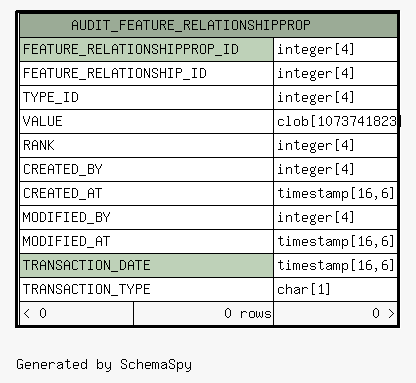 AUDIT_FEATURE_RELATIONSHIPPROP
FEATURE_RELATIONSHIPPROP_ID integer[4]
FEATURE_RELATIONSHIP_ID integer[4]
TYPE_ID integer[4]
VALUE clob[1073741823]
RANK integer[4]
CREATED_BY integer[4]
CREATED_AT timestamp[16,6]
MODIFIED_BY integer[4]
MODIFIED_AT timestamp[16,6]
TRANSACTION_DATE timestamp[16,6]
TRANSACTION_TYPE char[1]
< 0 0 rows 0 >
Generated by SchemaSpy